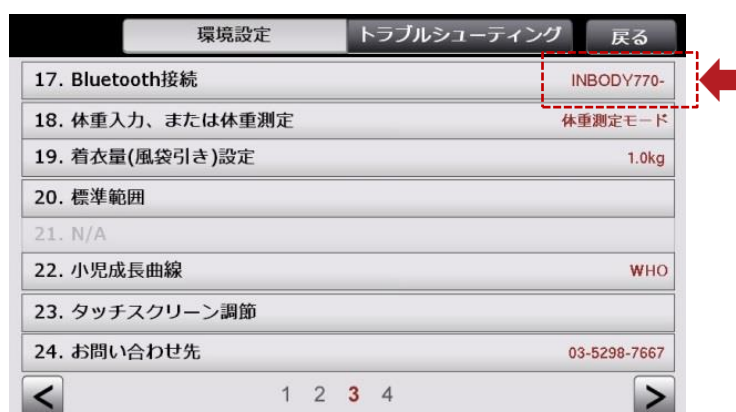 環境設定 トラブルシューティング 戻る
17. Bluetooth接続 INBODY770-
18. 体重入力、または体重測定 体重測定モード
19. 着衣量(風袋引き)設定 1.0kg
20. 標準範囲
21. N/A
22. 小児成長曲線 WHO
23. タッチスクリーン調節
24. お問い合わせ先 03-5298-7667
< 1 2 3 4 >